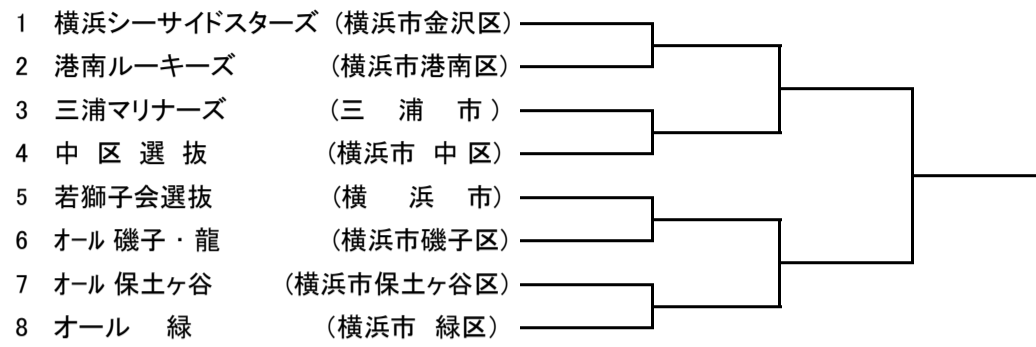 1 横浜シーサイドスターズ (横浜市金沢区)
2 港南ルーキーズ (横浜市港南区)
3 三浦マリナーズ (三 浦 市)
4 中 区 選 抜 (横浜市 中 区)
5 若獅子会選抜 (横 浜 市)
6 オール 磯子・龍 (横浜市磯子区)
7 オール 保土ヶ谷 (横浜市保土ヶ谷区)
8 オール 緑 (横浜市 緑区)